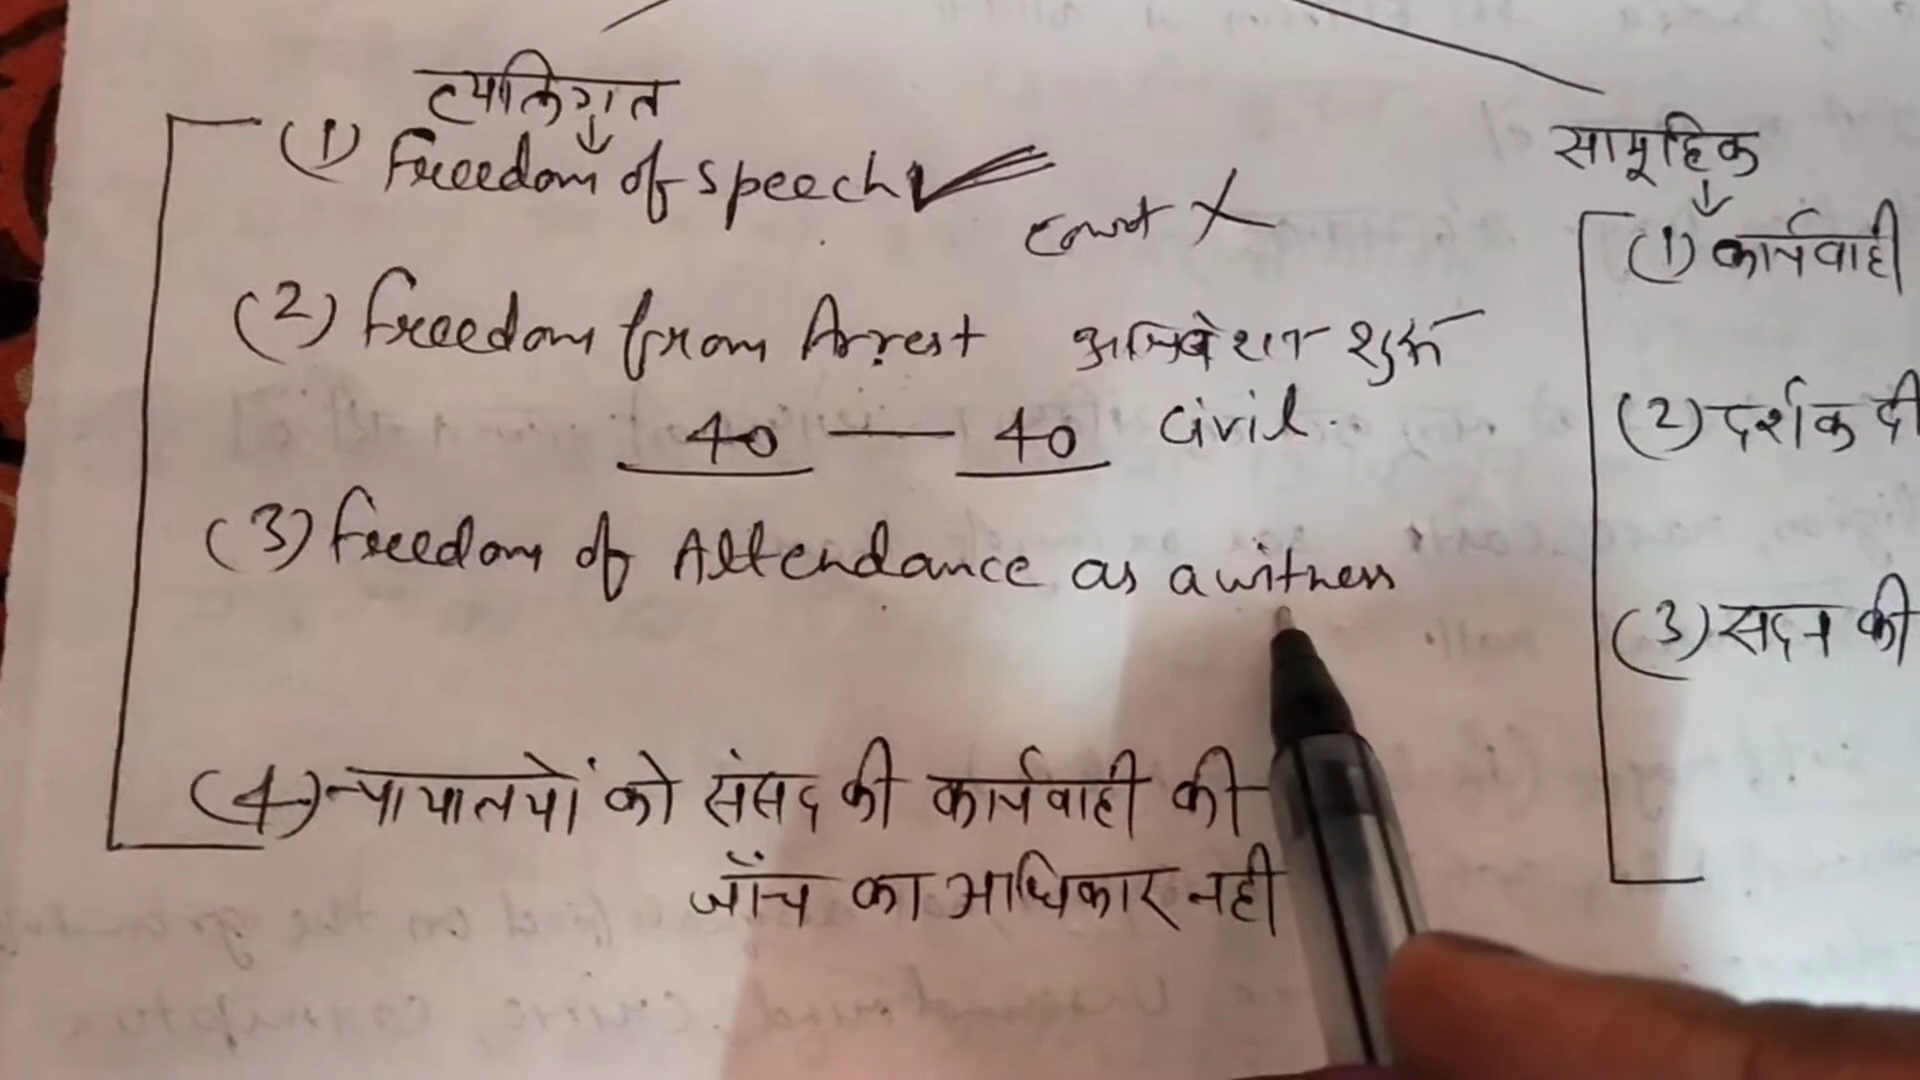 व्यक्तिगत
(1) Freedom of speech
court
(2) Freedom from Arrest अधिवेशन शुरू
40 — 40 civil.
(3) Freedom of Attendance as a witness
(4) न्यायालयों को संसद की कार्यवाही की
जाँच का अधिकार नही
सामूहिक
(1) कार्यवाही
(2) दर्शक दी
(3) सदन की